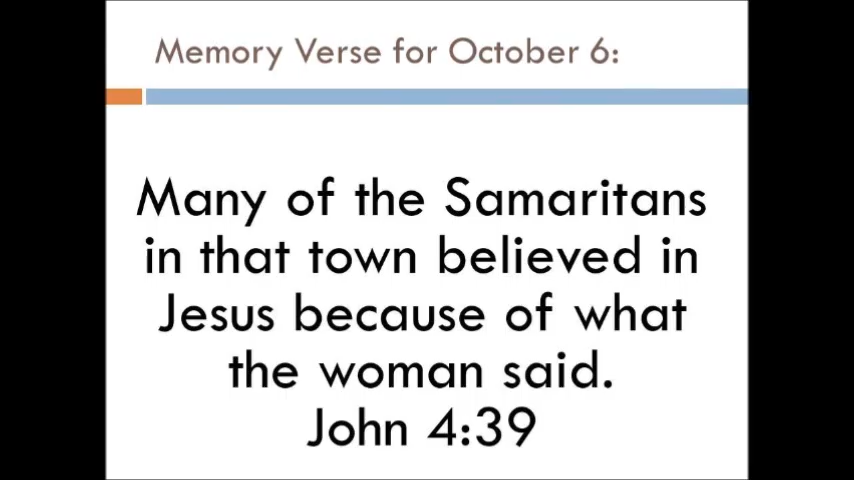 Memory Verse for October 6:
Many of the Samaritans
in that town believed in
Jesus because of what
the woman said.
John 4:39